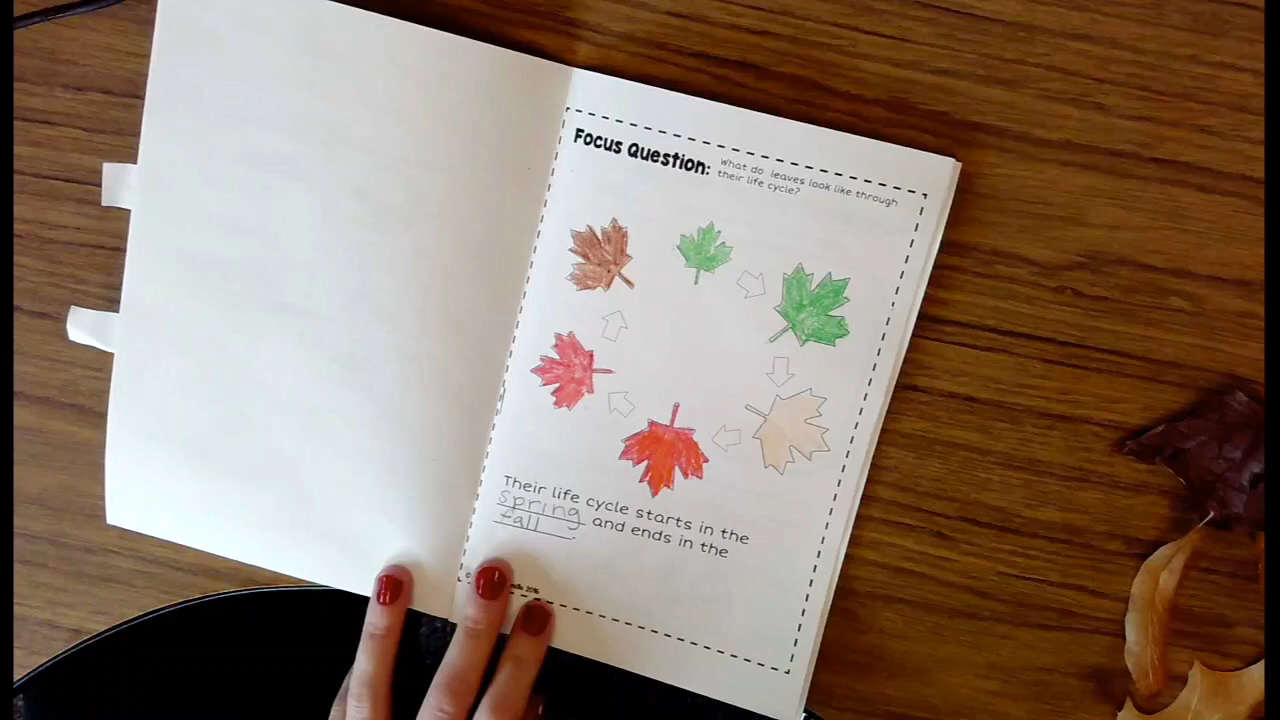 Focus Question: What do leaves look like through
their life cycle?
Their life cycle starts in the
spring and ends in the
fall
2016